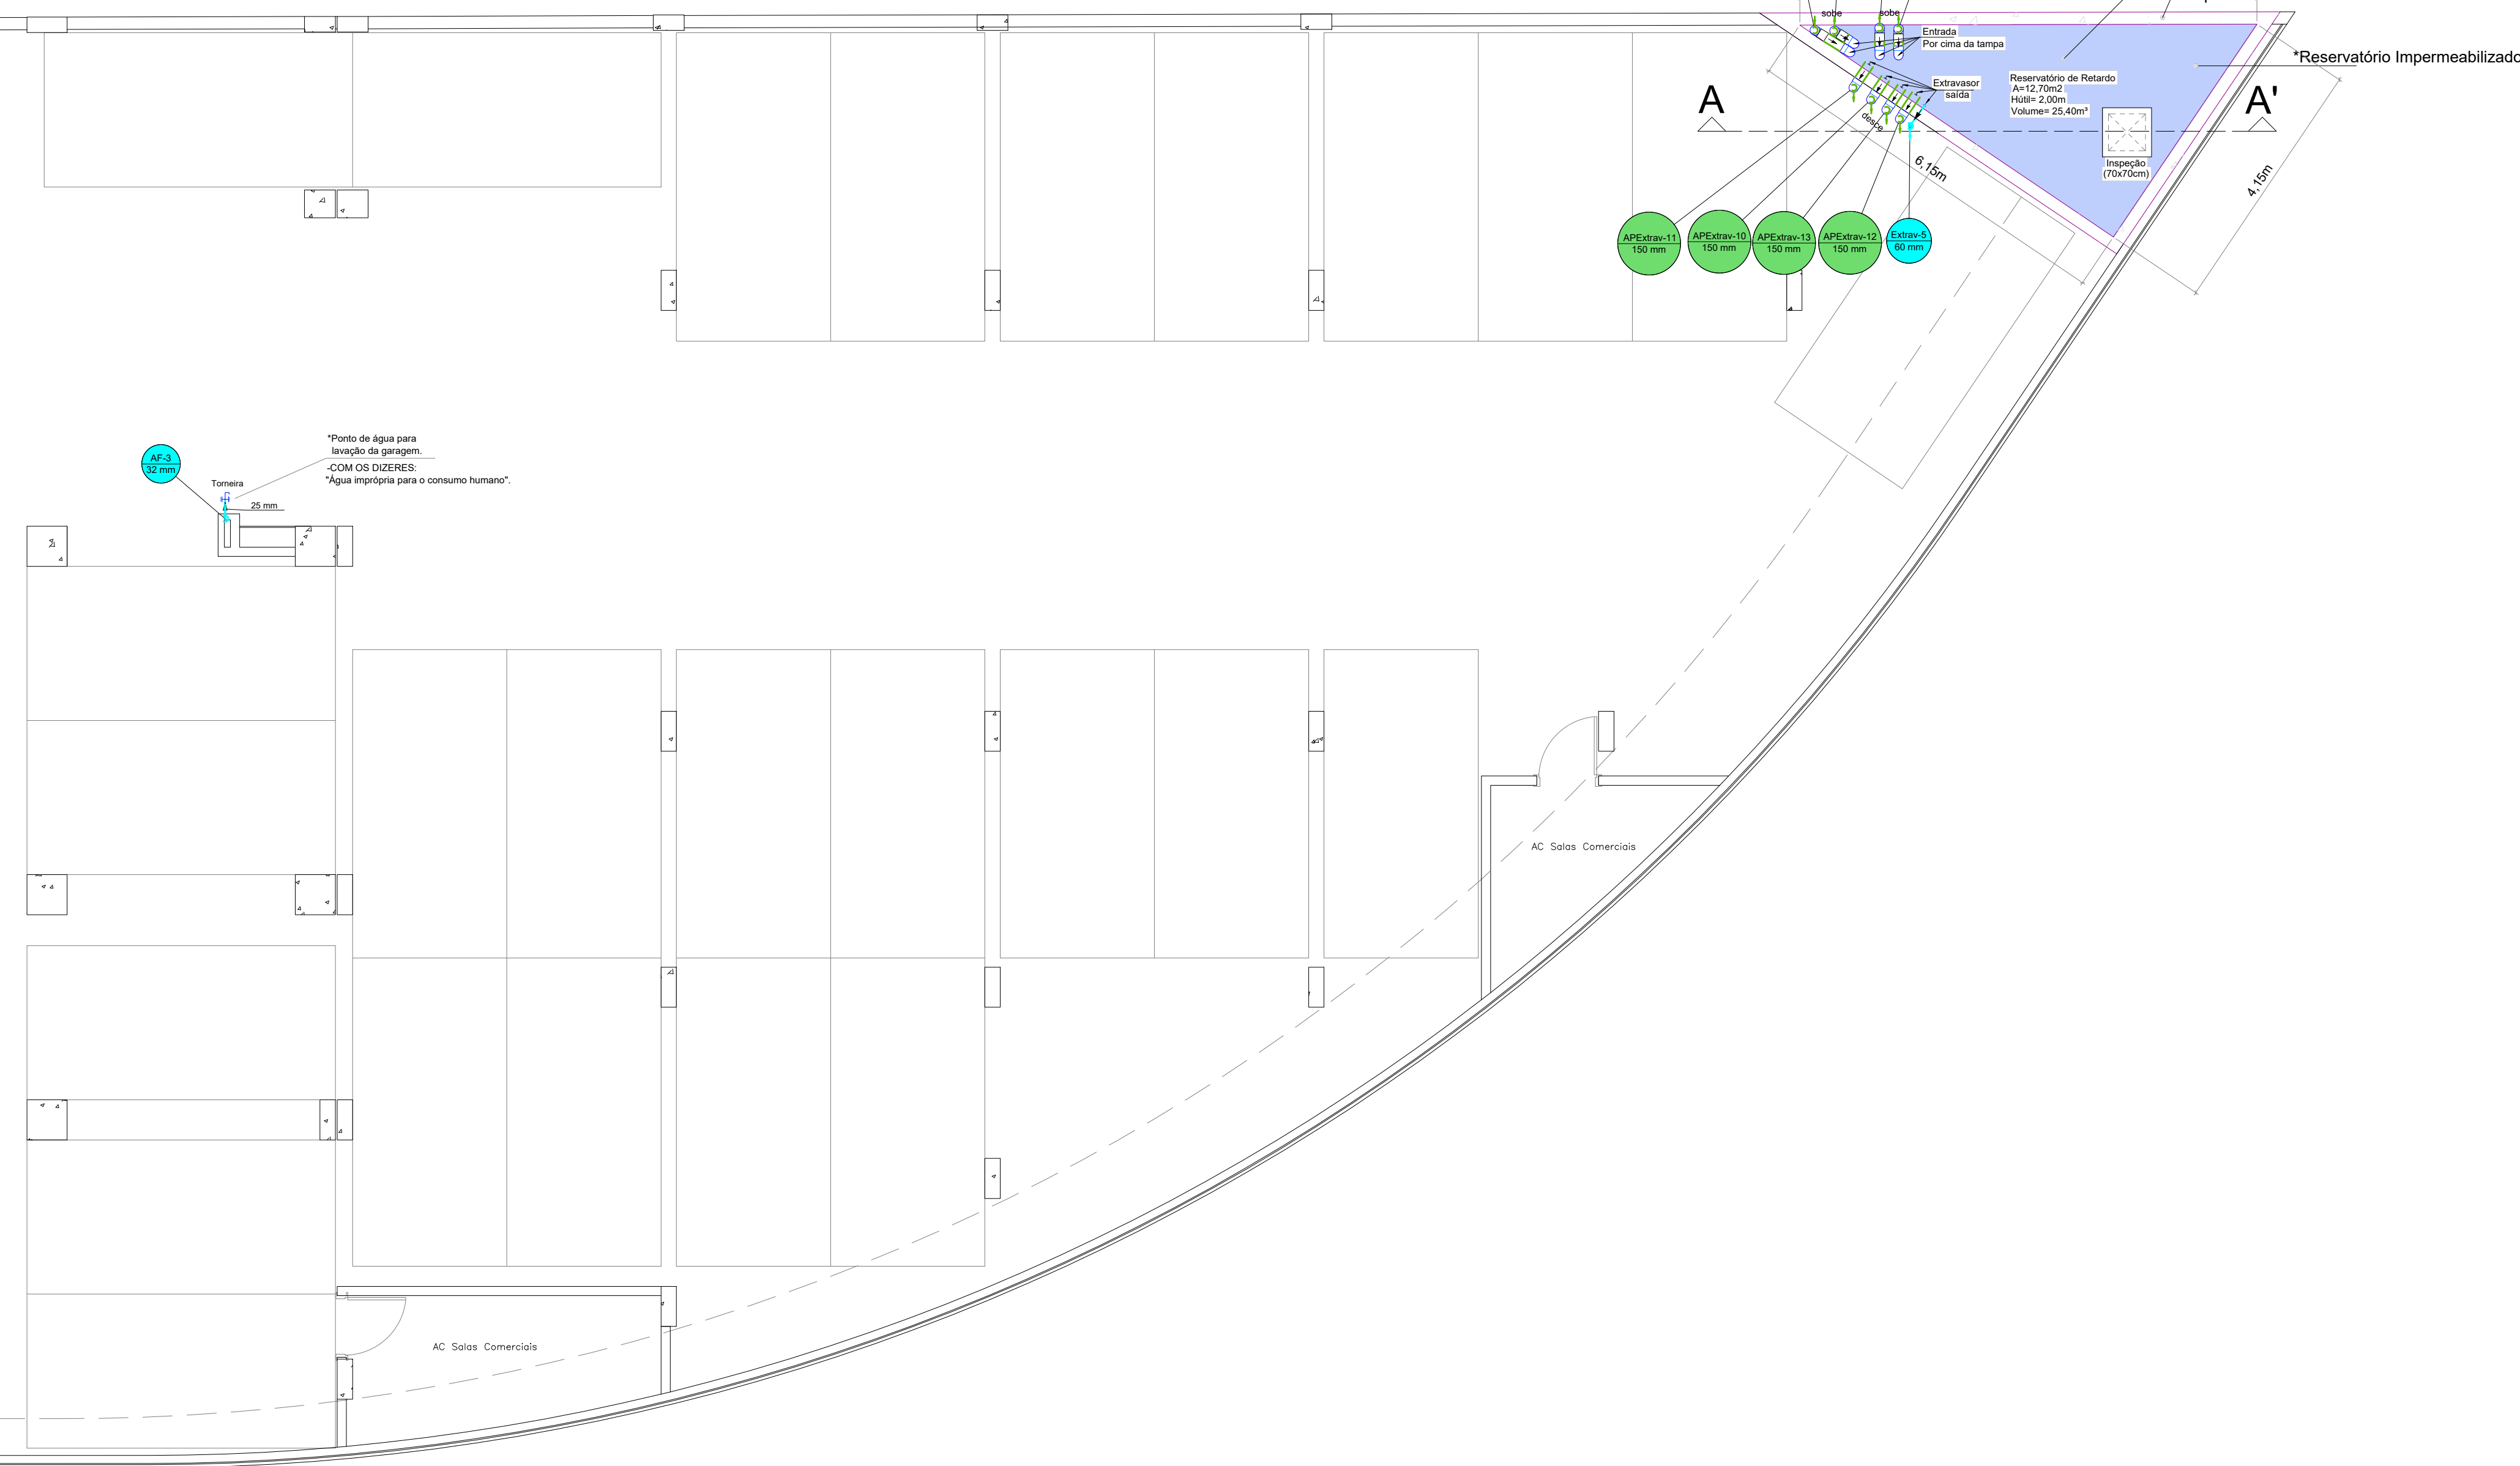 sobe
sobe
Entrada
Por cima da tampa
*Reservatório Impermeabilizado
Extravasor
saída
Reservatório de Retardo
A=12,70m2
Hútil= 2,00m
Volume= 25,40m³
A
A'
desce
6,15m
Inspeção
(70x70cm)
4,15m
APExtrav-11
150 mm
APExtrav-10
150 mm
APExtrav-13
150 mm
APExtrav-12
150 mm
Extrav-5
60 mm
*Ponto de água para
lavação da garagem.
-COM OS DIZERES:
"Água imprópria para o consumo humano".
AF-3
32 mm
Torneira
25 mm
AC Salas Comerciais
AC Salas Comerciais